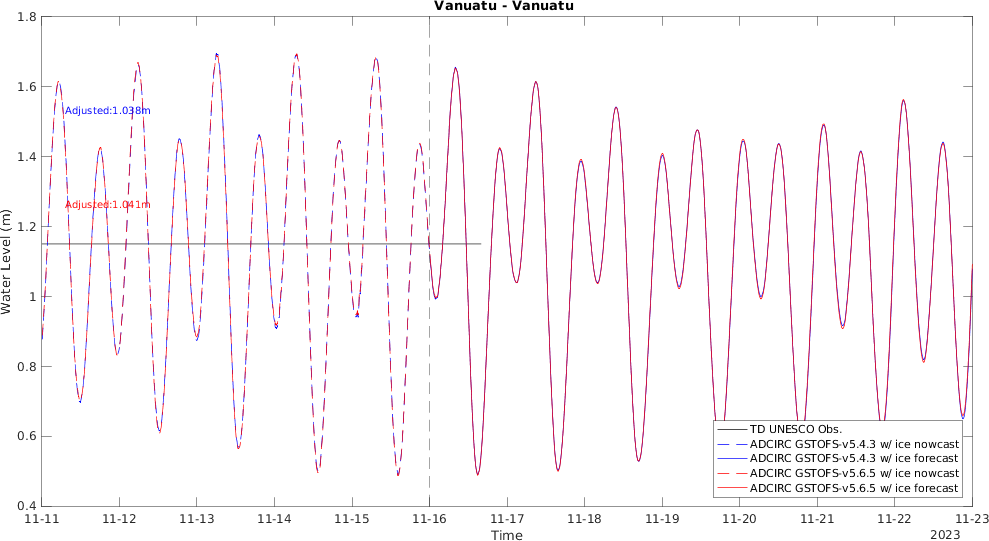 Vanuatu - Vanuatu
1.8
1.6
1.4
1.2
1
0.8
0.6
0.4
Water Level (m)
Adjusted:1.038m
Adjusted:1.041m
TD UNESCO Obs.
ADCIRC GSTOFS-v5.4.3 w/ ice nowcast
ADCIRC GSTOFS-v5.4.3 w/ ice forecast
ADCIRC GSTOFS-v5.6.5 w/ ice nowcast
ADCIRC GSTOFS-v5.6.5 w/ ice forecast
11-11 11-12 11-13 11-14 11-15 11-16 11-17 11-18 11-19 11-20 11-21 11-22 11-23
Time
2023